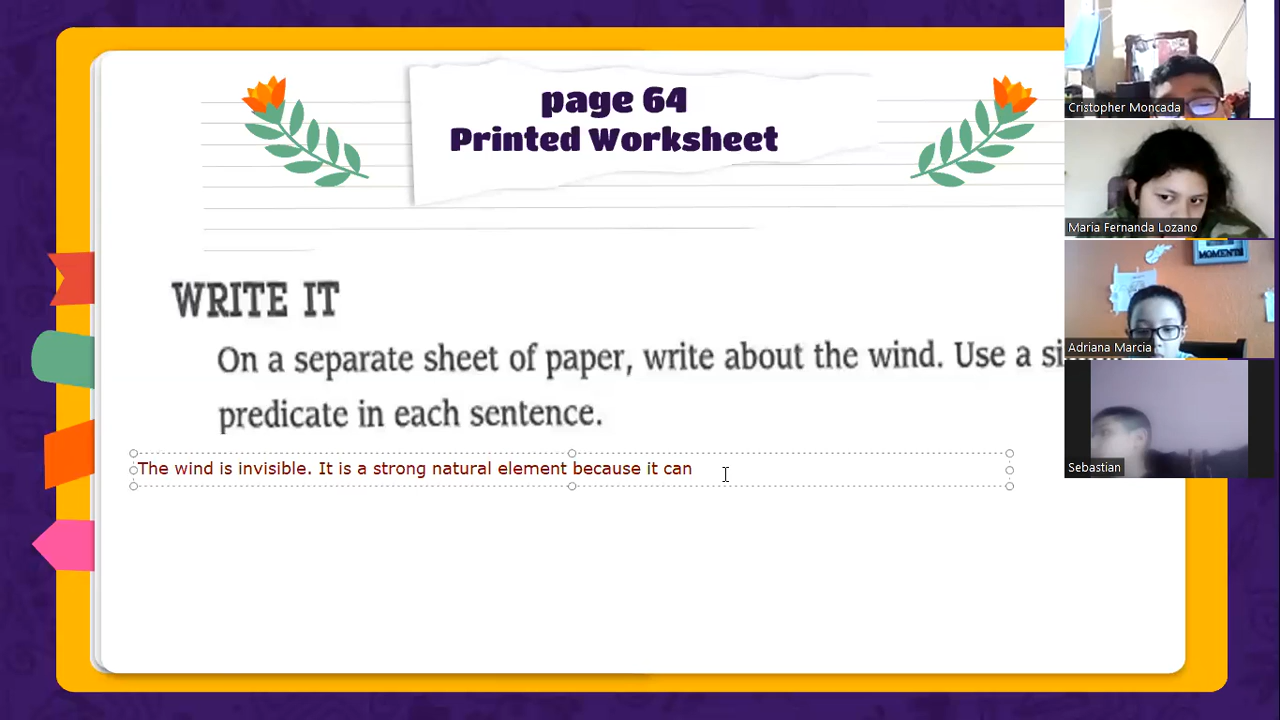 page 64
Printed Worksheet
WRITE IT
On a separate sheet of paper, write about the wind. Use a
predicate in each sentence.
The wind is invisible. It is a strong natural element because it can
Cristopher Moncada
Maria Fernanda Lozano
MOMENTS
Adriana Marcia
Sebastian